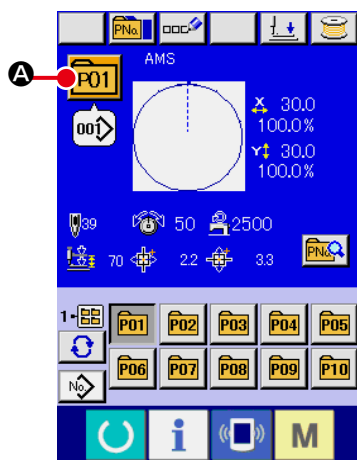 PNo.
A
P01
AMS
001
X 30.0
100.0%
Y 30.0
100.0%
39 50 2500
70 2.2 3.3
PNo.
1-
P01 P02 P03 P04 P05
No.
P06 P07 P08 P09 P10
i M